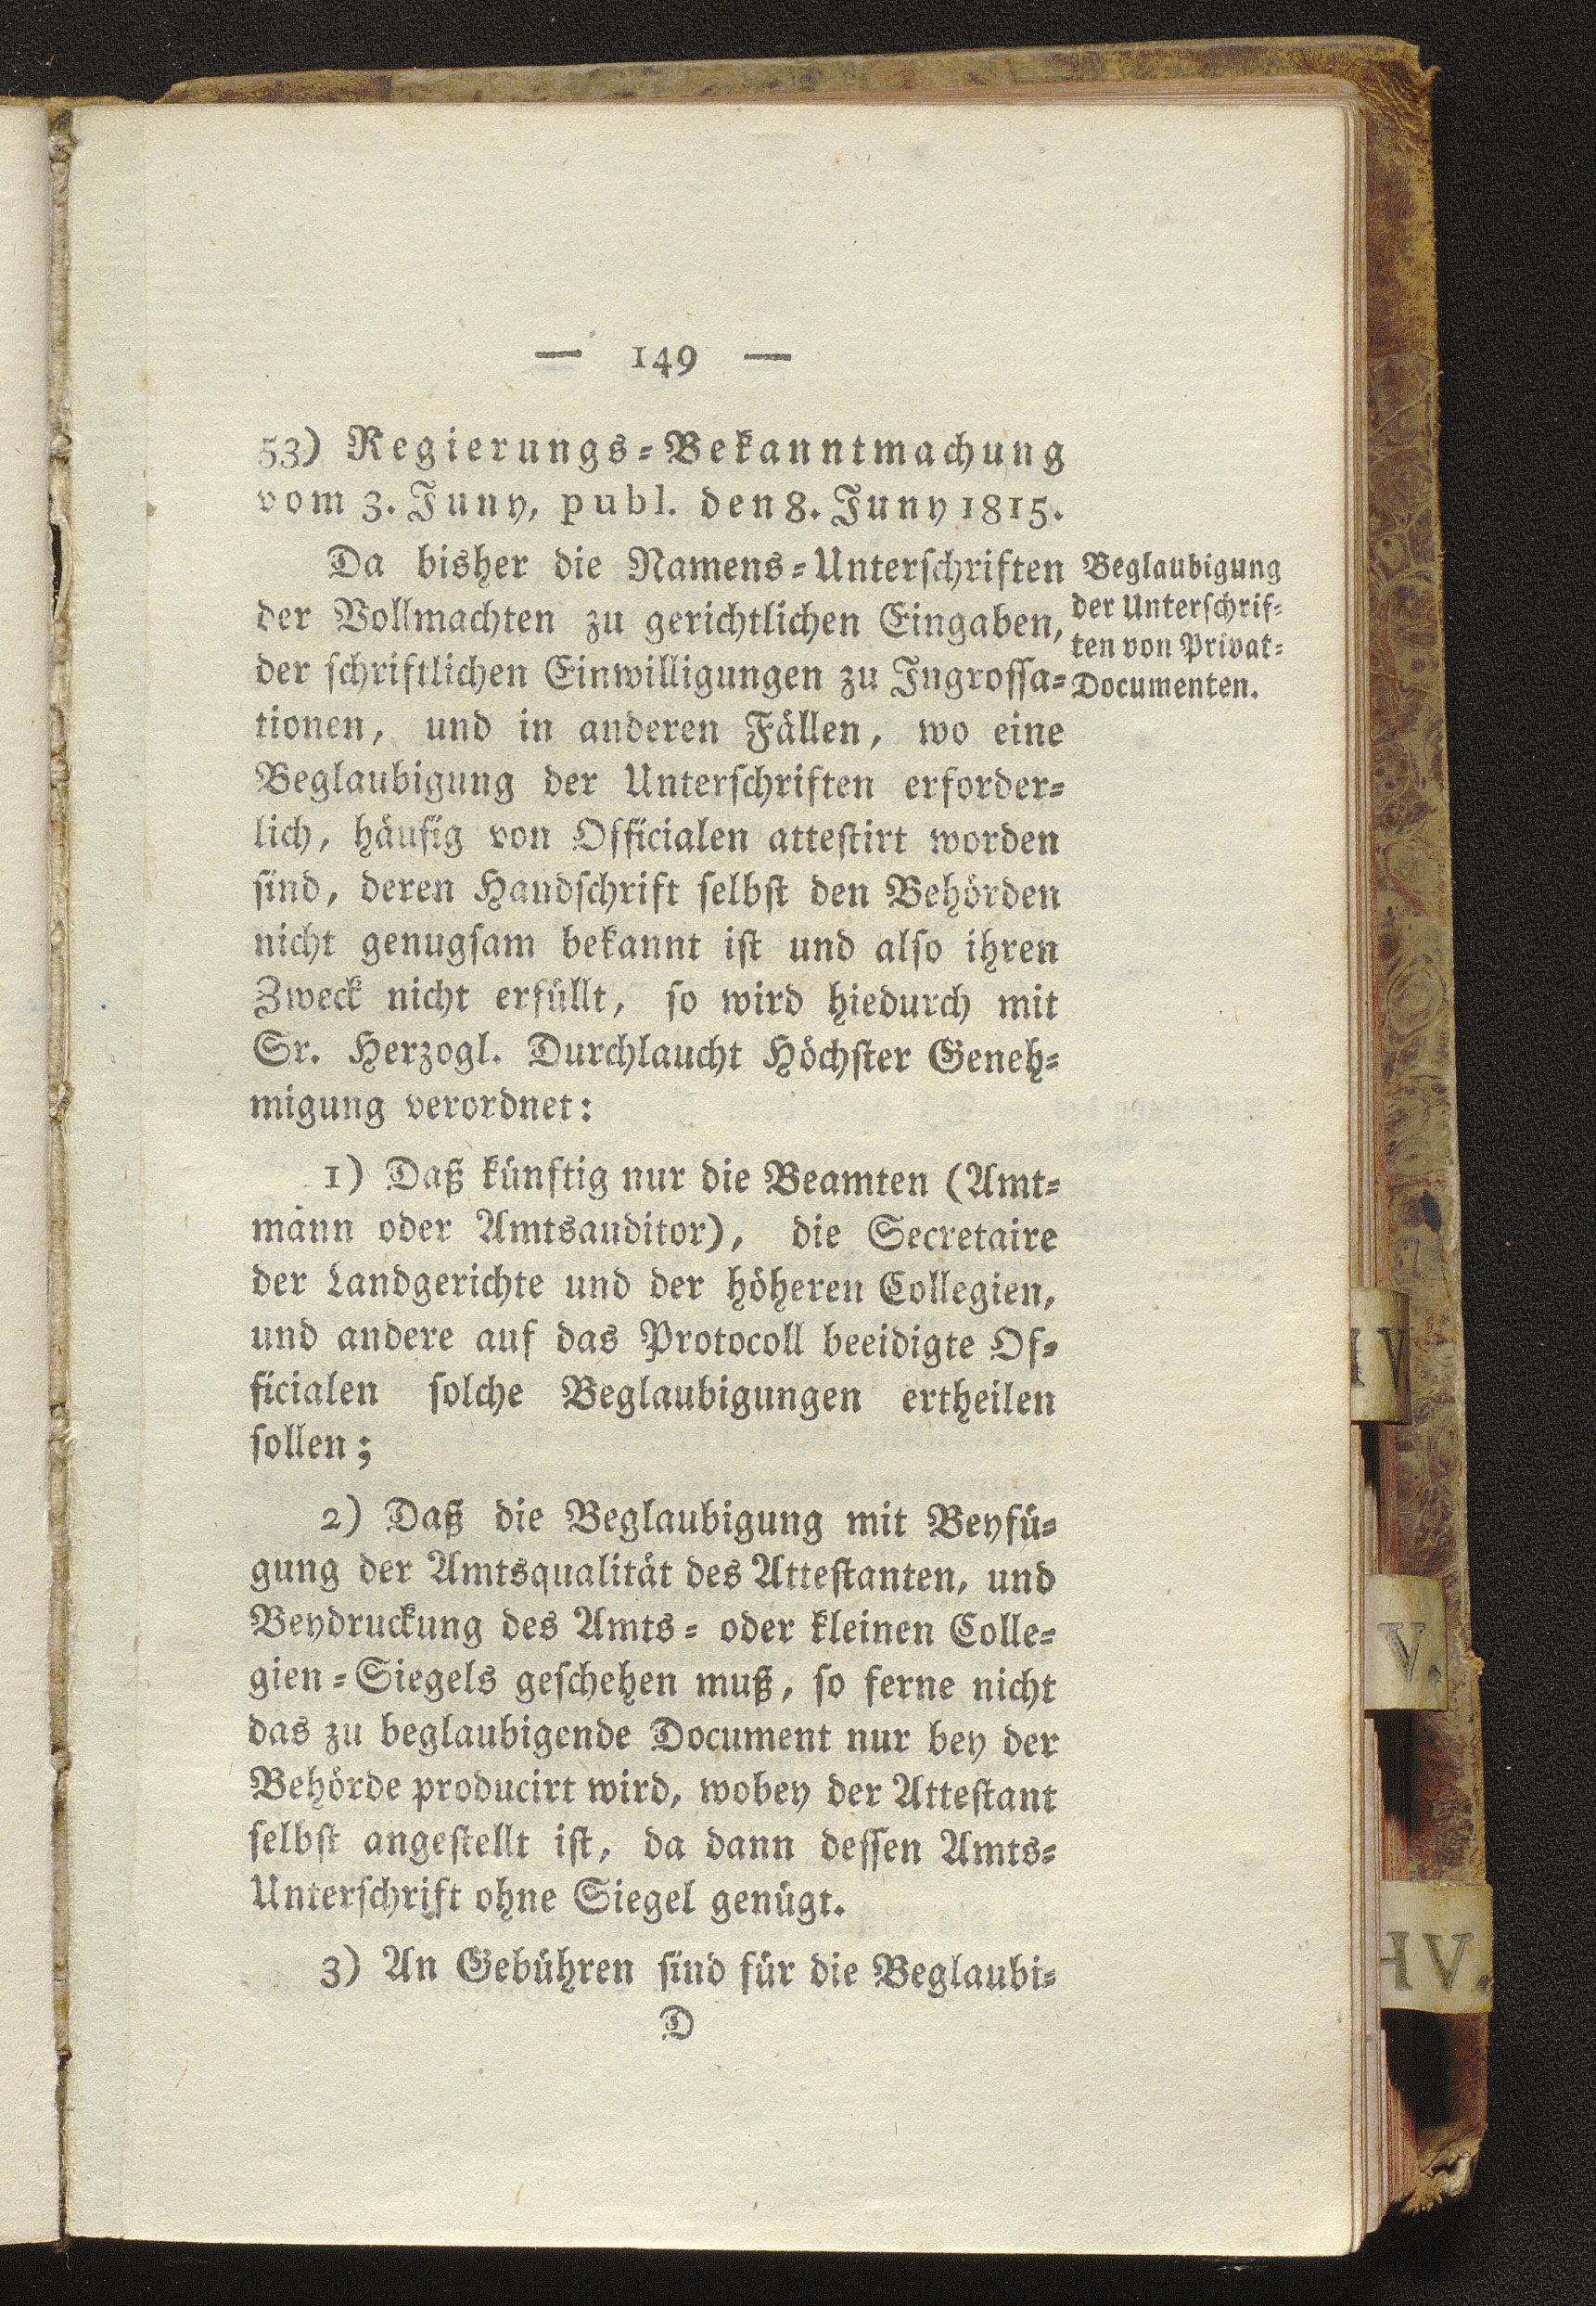 — 149 —
53) Regierungs-Bekanntmachung
vom 3. Juny, publ. den 8. Juny 1815.
Da bisher die Namens-Unterschriften
der Vollmachten zu gerichtlichen Eingaben,
der schriftlichen Einwilligungen zu Ingrossa-
tionen, und in anderen Fällen, wo eine
Beglaubigung der Unterschriften erforder-
lich, häufig von Officialen attestirt worden
sind, deren Handschrift selbst den Behörden
nicht genugsam bekannt ist und also ihren
Zweck nicht erfüllt, so wird hiedurch mit
Sr. Herzogl. Durchlaucht Höchster Geneh-
migung verordnet:
Beglaubigung
der Unterschrif-
ten von Privat-
Documenten.
1) Daß künftig nur die Beamten (Amt-
männ oder Amtsauditor), die Secretaire
der Landgerichte und der höheren Collegien,
und andere auf das Protocoll beeidigte Of-
ficialen solche Beglaubigungen ertheilen
sollen;
2) Daß die Beglaubigung mit Beyfü-
gung der Amtsqualität des Attestanten, und
Beydruckung des Amts- oder kleinen Colle-
gien-Siegels geschehen muß, so ferne nicht
das zu beglaubigende Document nur bey der
Behörde producirt wird, wobey der Attestant
selbst angestellt ist, da dann dessen Amts-
Unterschrift ohne Siegel genügt.
3) An Gebühren sind für die Beglaubi-
D
IV
V.
HV.